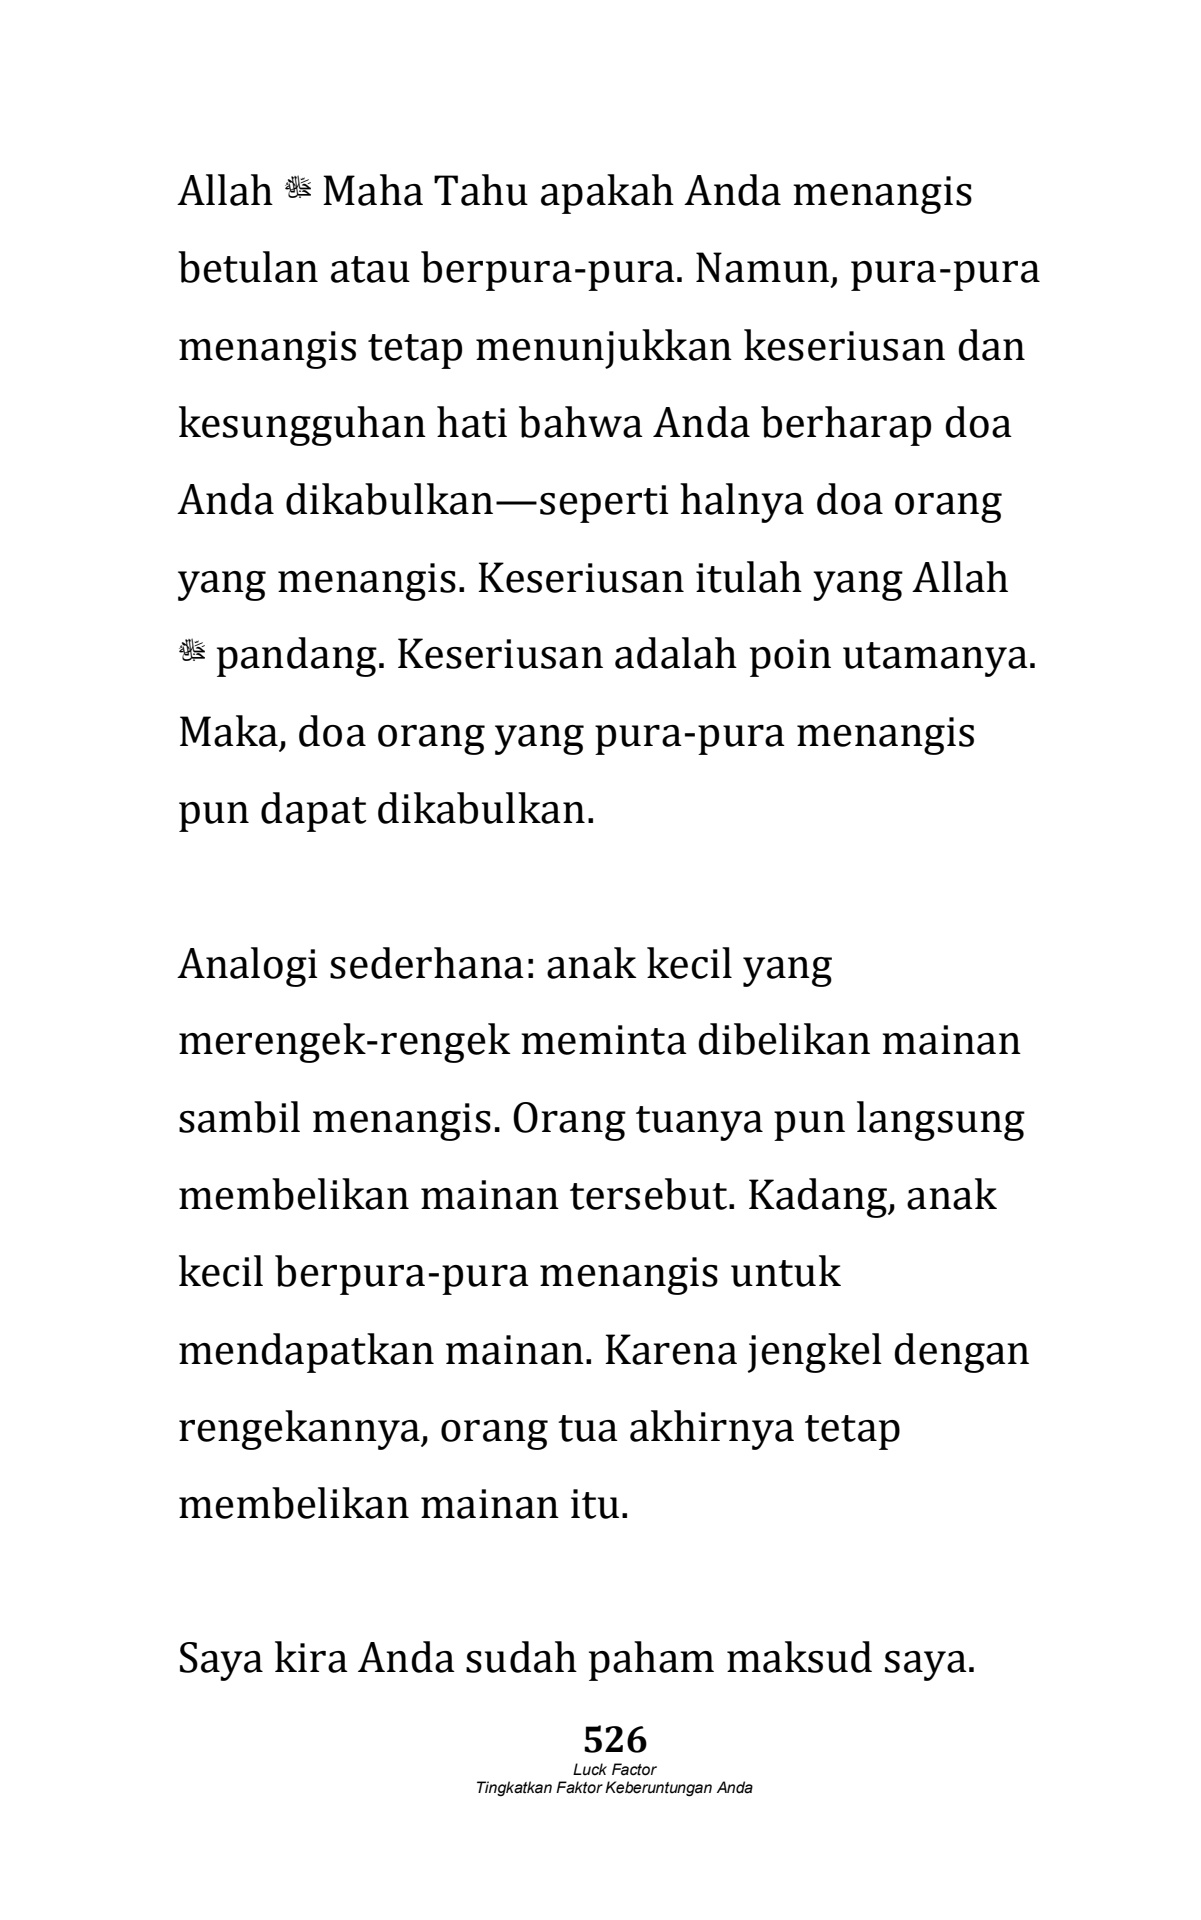 Allah ﷻ Maha Tahu apakah Anda menangis
betulan atau berpura-pura. Namun, pura-pura
menangis tetap menunjukkan keseriusan dan
kesungguhan hati bahwa Anda berharap doa
Anda dikabulkan—seperti halnya doa orang
yang menangis. Keseriusan itulah yang Allah
ﷻ pandang. Keseriusan adalah poin utamanya.
Maka, doa orang yang pura-pura menangis
pun dapat dikabulkan.
Analogi sederhana: anak kecil yang
merengek-rengek meminta dibelikan mainan
sambil menangis. Orang tuanya pun langsung
membelikan mainan tersebut. Kadang, anak
kecil berpura-pura menangis untuk
mendapatkan mainan. Karena jengkel dengan
rengekannya, orang tua akhirnya tetap
membelikan mainan itu.
Saya kira Anda sudah paham maksud saya.
526
Luck Factor
Tingkatkan Faktor Keberuntungan Anda